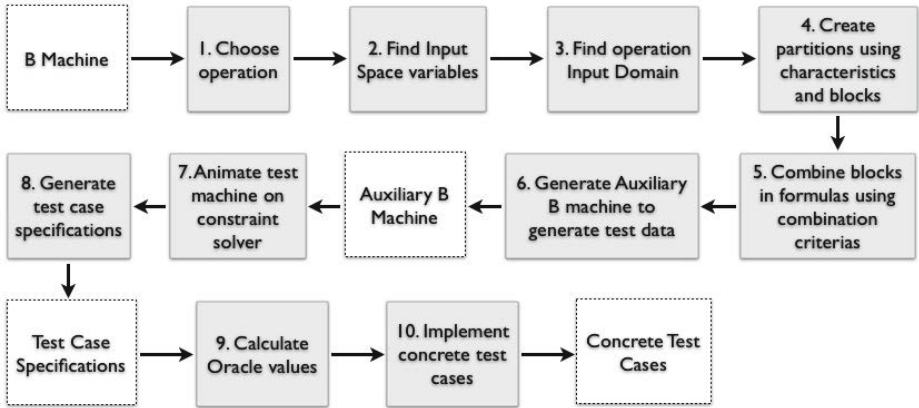 B Machine
1. Choose
operation
2. Find Input
Space variables
3. Find operation
Input Domain
4. Create
partitions using
characteristics
and blocks
5. Combine blocks
in formulas using
combination
criterias
6. Generate Auxiliary
B machine to
generate test data
Auxiliary B
Machine
7. Animate test
machine on
constraint
solver
8. Generate
test case
specifications
Test Case
Specifications
9. Calculate
Oracle values
10. Implement
concrete test
cases
Concrete Test
Cases